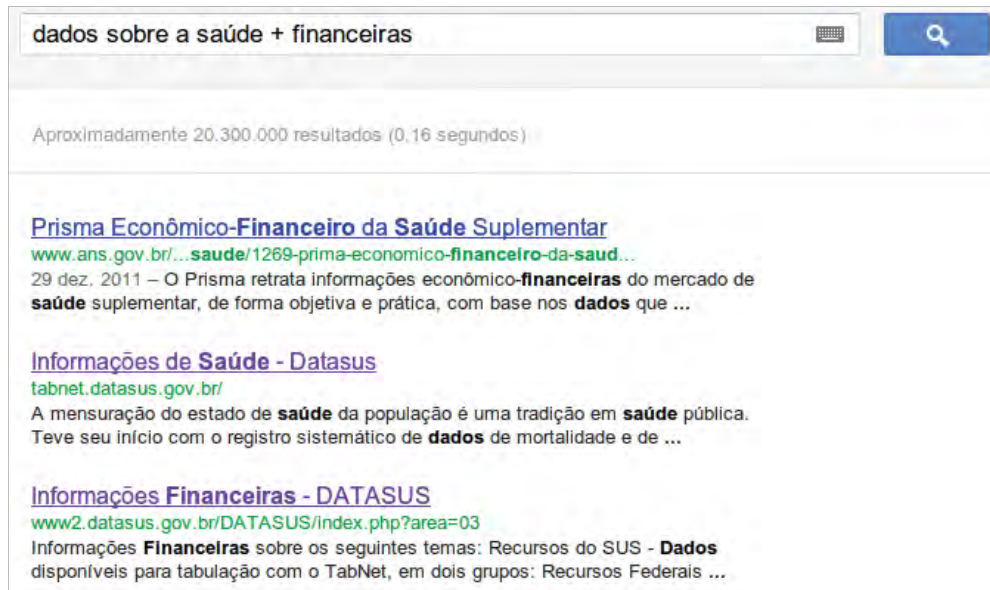 dados sobre a saúde + financeiras
Aproximadamente 20.300.000 resultados (0,16 segundos)
Prisma Econômico-Financeiro da Saúde Suplementar
www.ans.gov.br/...saude/1269-prima-economico-financeiro-da-saud...
29 dez. 2011 – O Prisma retrata informações econômico-financeiras do mercado de
saúde suplementar, de forma objetiva e prática, com base nos dados que ...
Informações de Saúde - Datasus
tabnet.datasus.gov.br/
A mensuração do estado de saúde da população é uma tradição em saúde pública.
Teve seu início com o registro sistemático de dados de mortalidade e de ...
Informações Financeiras - DATASUS
www2.datasus.gov.br/DATASUS/index.php?area=03
Informações Financeiras sobre os seguintes temas: Recursos do SUS - Dados
disponíveis para tabulação com o TabNet, em dois grupos: Recursos Federais ...